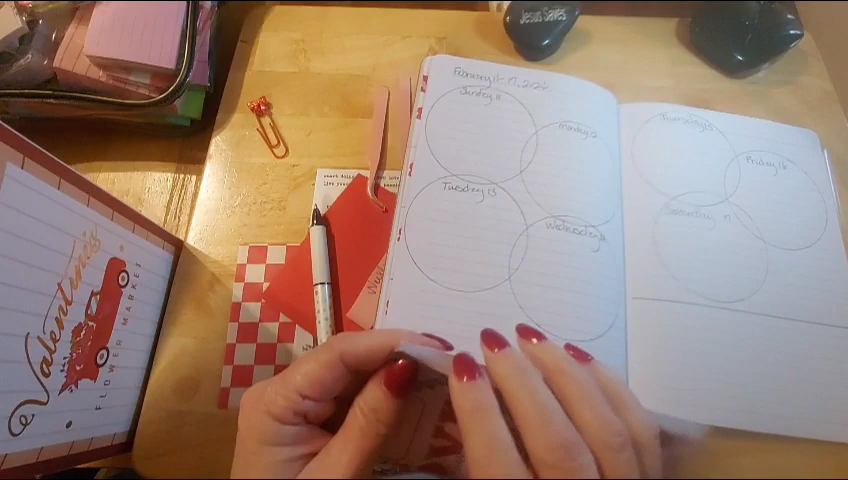 Jesus Saves
February 11-17, 2024
Sunday 11
Monday 12
Tuesday 13
Wednesday 14
Thursday 15
Friday 16
Saturday 17
Valentine's
FLOWER MARKET